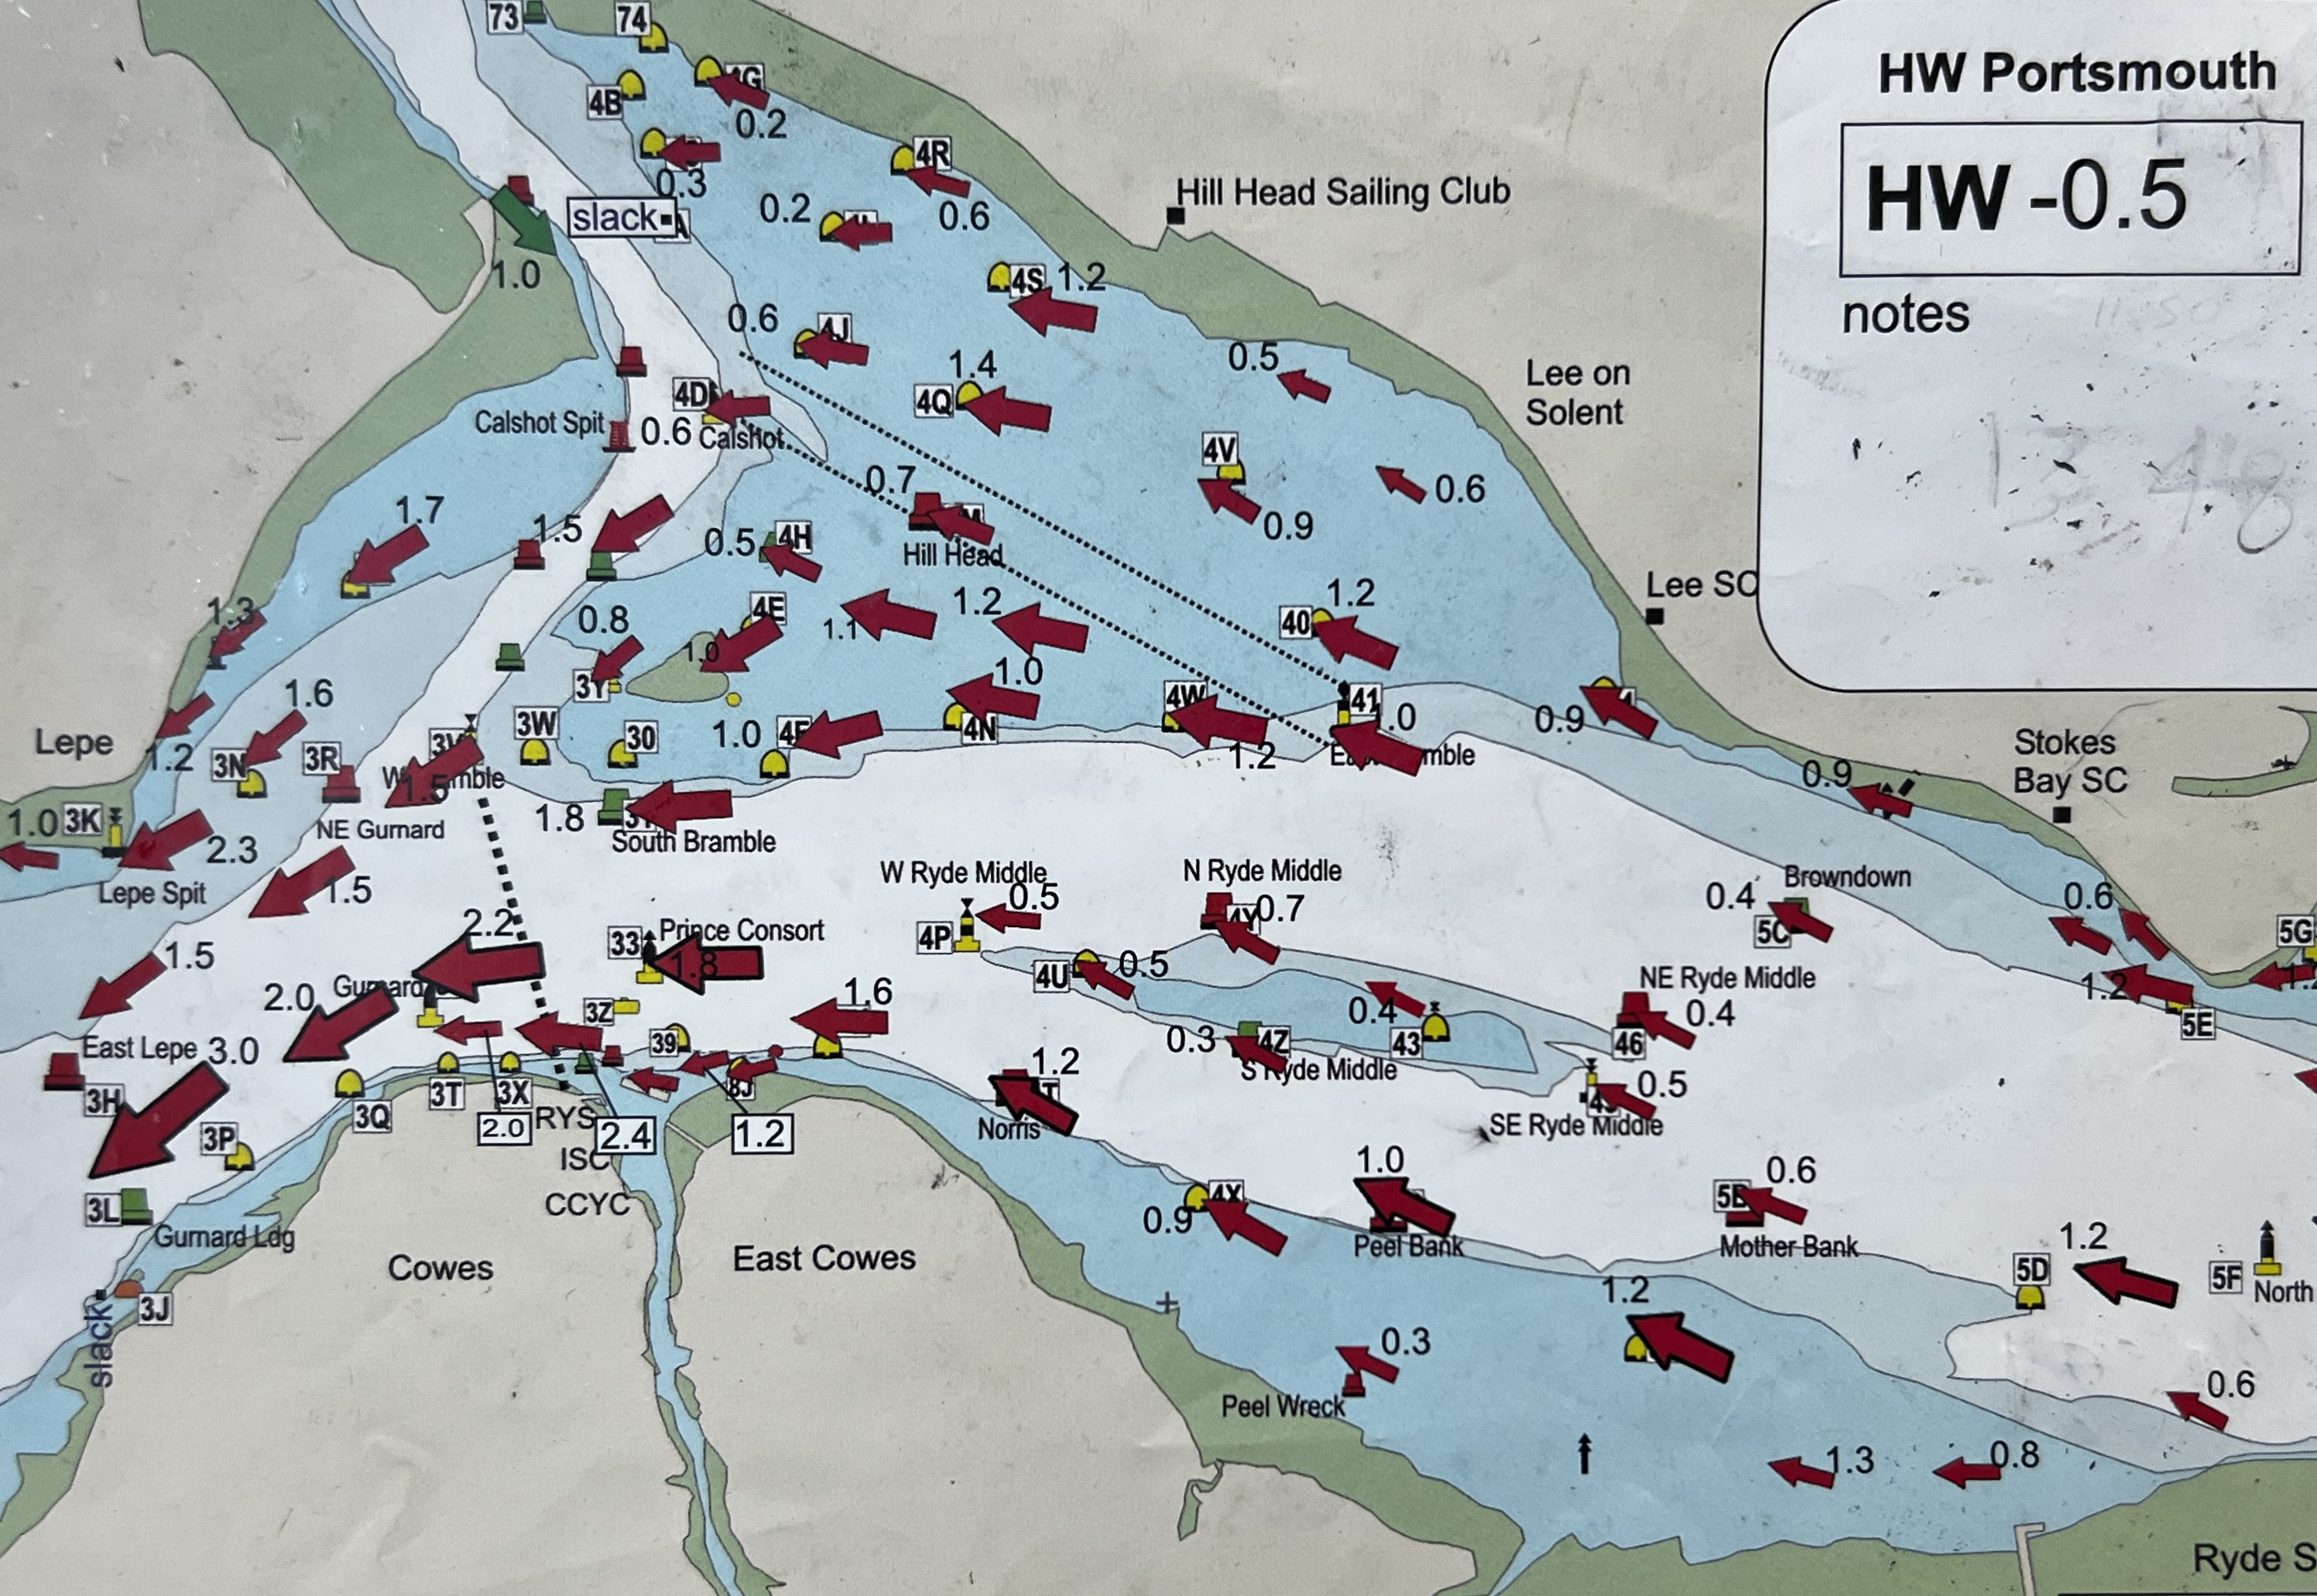 73
74
4G
4B
0.2
4R
0.3
slack
A
0.2
0.6
1.0
Hill Head Sailing Club
HW Portsmouth
HW -0.5
notes
4S 1.2
0.6
4J
1.4
4Q
0.5
Lee on
Solent
4D
Calshot Spit
0.6 Calshot
4V
0.7
0.6
0.9
1.7
1.5
0.5
4H
Hill Head
1.3
0.8
4E
1.1
1.2
40
1.2
Lee SC
1.0
3Y
1.6
1.0
4W
41
1.0
0.9
Lepe
1.2
3N
3R
3W
30
1.0
4F
4N
1.2
Stokes
Bay SC
0.9
1.5
1.0 3K
2.3
NE Gurnard
1.8
South Bramble
Lepe Spit
1.5
W Ryde Middle
0.5
N Ryde Middle
0.7
Browndown
0.4
5C
0.6
5G
2.2
33
Prince Consort
1.8
4P
4U
0.5
1.5
2.0
Gurnard
NE Ryde Middle
0.4
46
1.2
5E
3Z
1.6
39
0.3
4Z
0.4
43
S Ryde Middle
East Lepe
3.0
3H
3Q
3T
3X
8J
1.2
Norris
0.5
SE Ryde Middle
RYS
2.0
2.4
1.2
3P
ISC
CCYC
3L
Gurnard Ldg
0.9
4X
1.0
Peel Bank
0.6
Mother Bank
1.2
5D
5F
North
Cowes
East Cowes
3J
slack
1.2
0.3
Peel Wreck
0.6
1.3
0.8
Ryde S